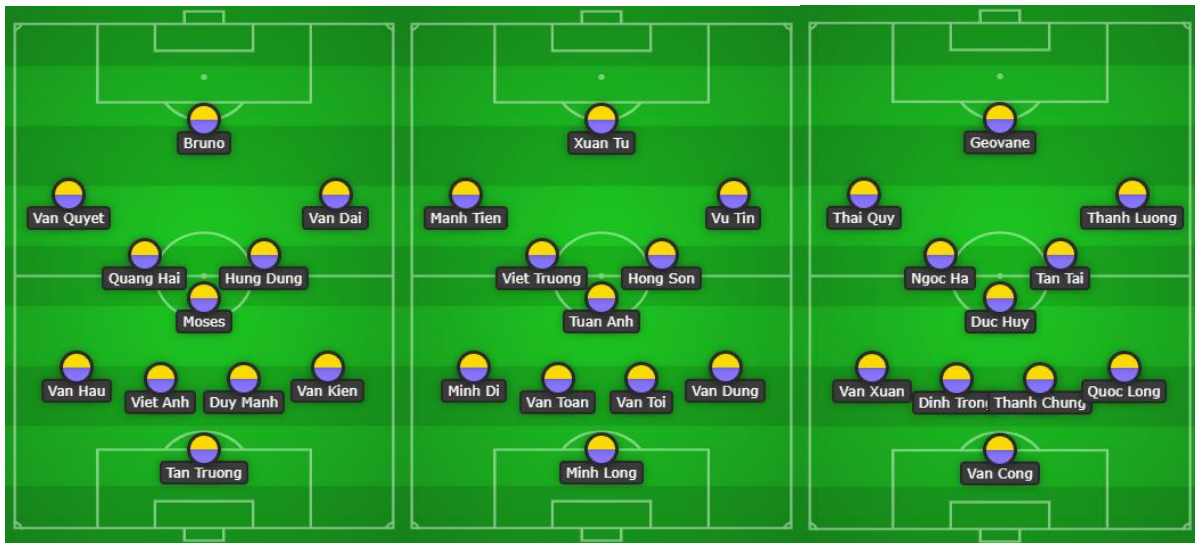 Bruno
Van Quyet
Van Dai
Quang Hai
Hung Dung
Moses
Van Hau
Viet Anh
Duy Manh
Van Kien
Tan Truong
Xuan Tu
Manh Tien
Vu Tin
Viet Truong
Hong Son
Tuan Anh
Minh Di
Van Toan
Van Toi
Van Dung
Minh Long
Geovane
Thai Quy
Thanh Luong
Ngoc Ha
Tan Tai
Duc Huy
Van Xuan
Dinh Tron
Thanh Chung
Quoc Long
Van Cong